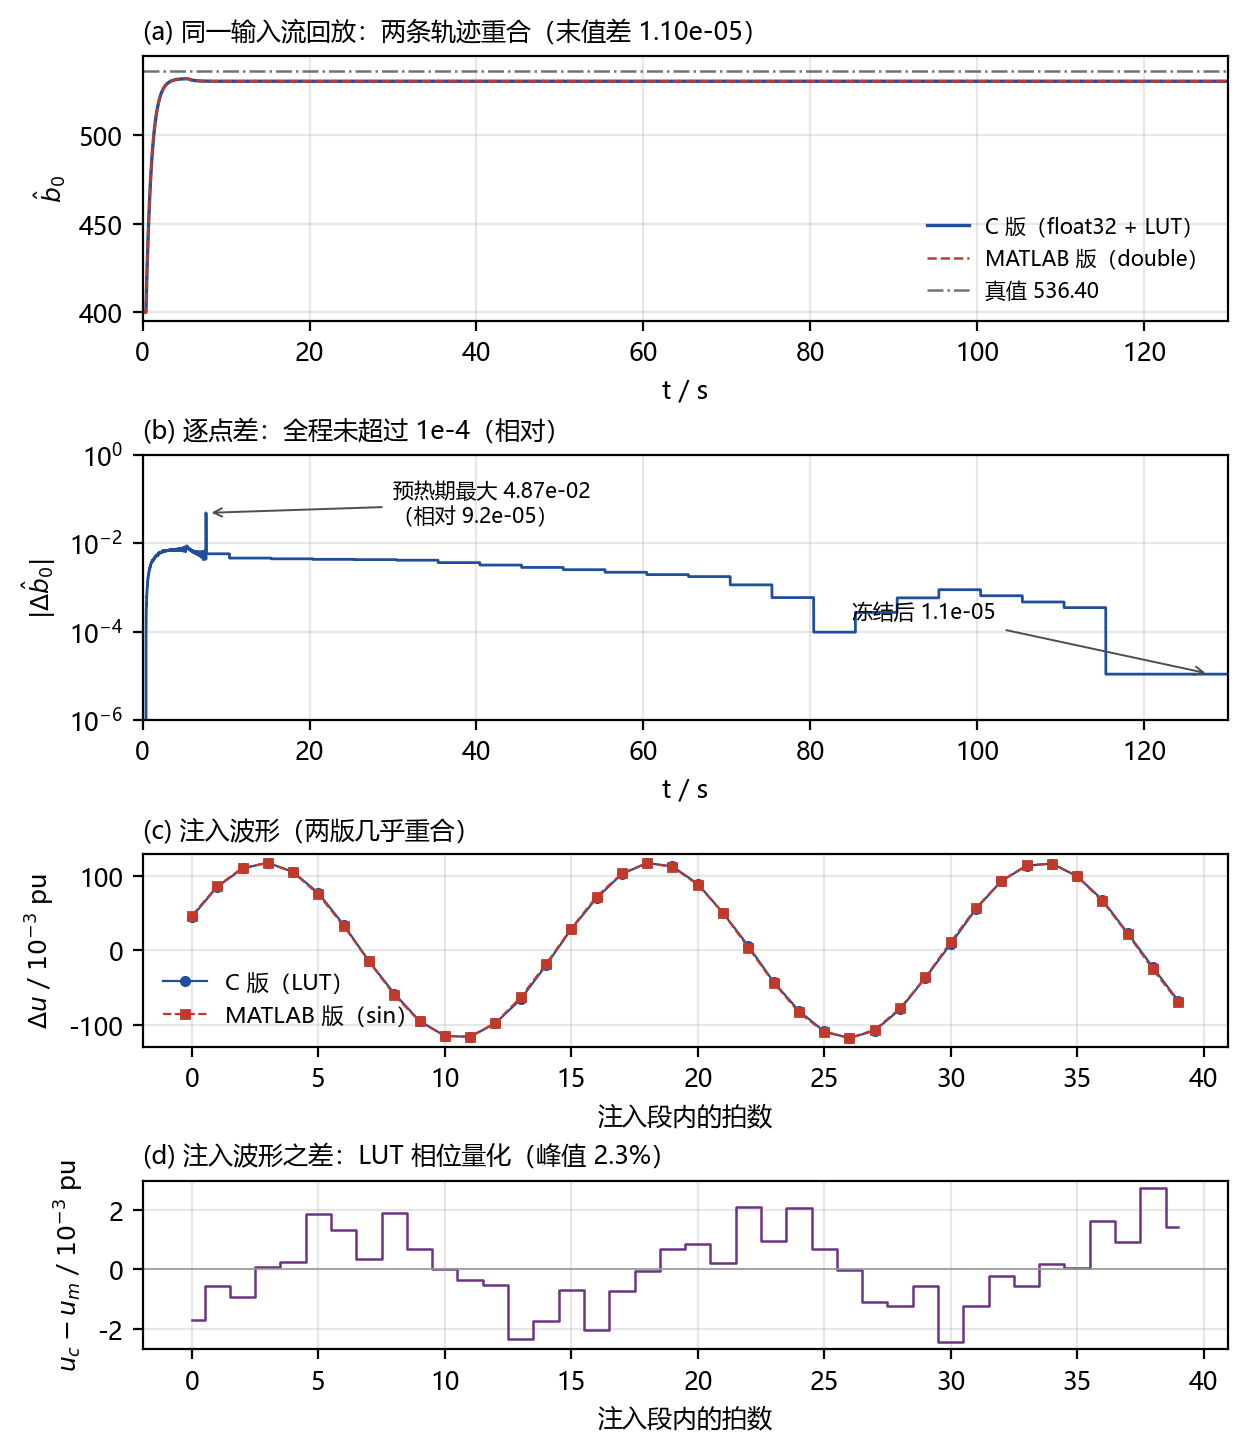 (a) 同一输入流回放：两条轨迹重合（末值差 1.10e-05）
500
450
400
b̂₀
C 版（float32 + LUT）
MATLAB 版（double）
真值 536.40
0 20 40 60 80 100 120
t / s
(b) 逐点差：全程未超过 1e-4（相对）
10⁰
10⁻²
10⁻⁴
10⁻⁶
|Δb̂₀|
预热期最大 4.87e-02
（相对 9.2e-05）
冻结后 1.1e-05
0 20 40 60 80 100 120
t / s
(c) 注入波形（两版几乎重合）
100
0
-100
Δu / 10⁻³ pu
C 版（LUT）
MATLAB 版（sin）
0 5 10 15 20 25 30 35 40
注入段内的拍数
(d) 注入波形之差：LUT 相位量化（峰值 2.3%）
2
0
-2
u_c − u_m / 10⁻³ pu
0 5 10 15 20 25 30 35 40
注入段内的拍数